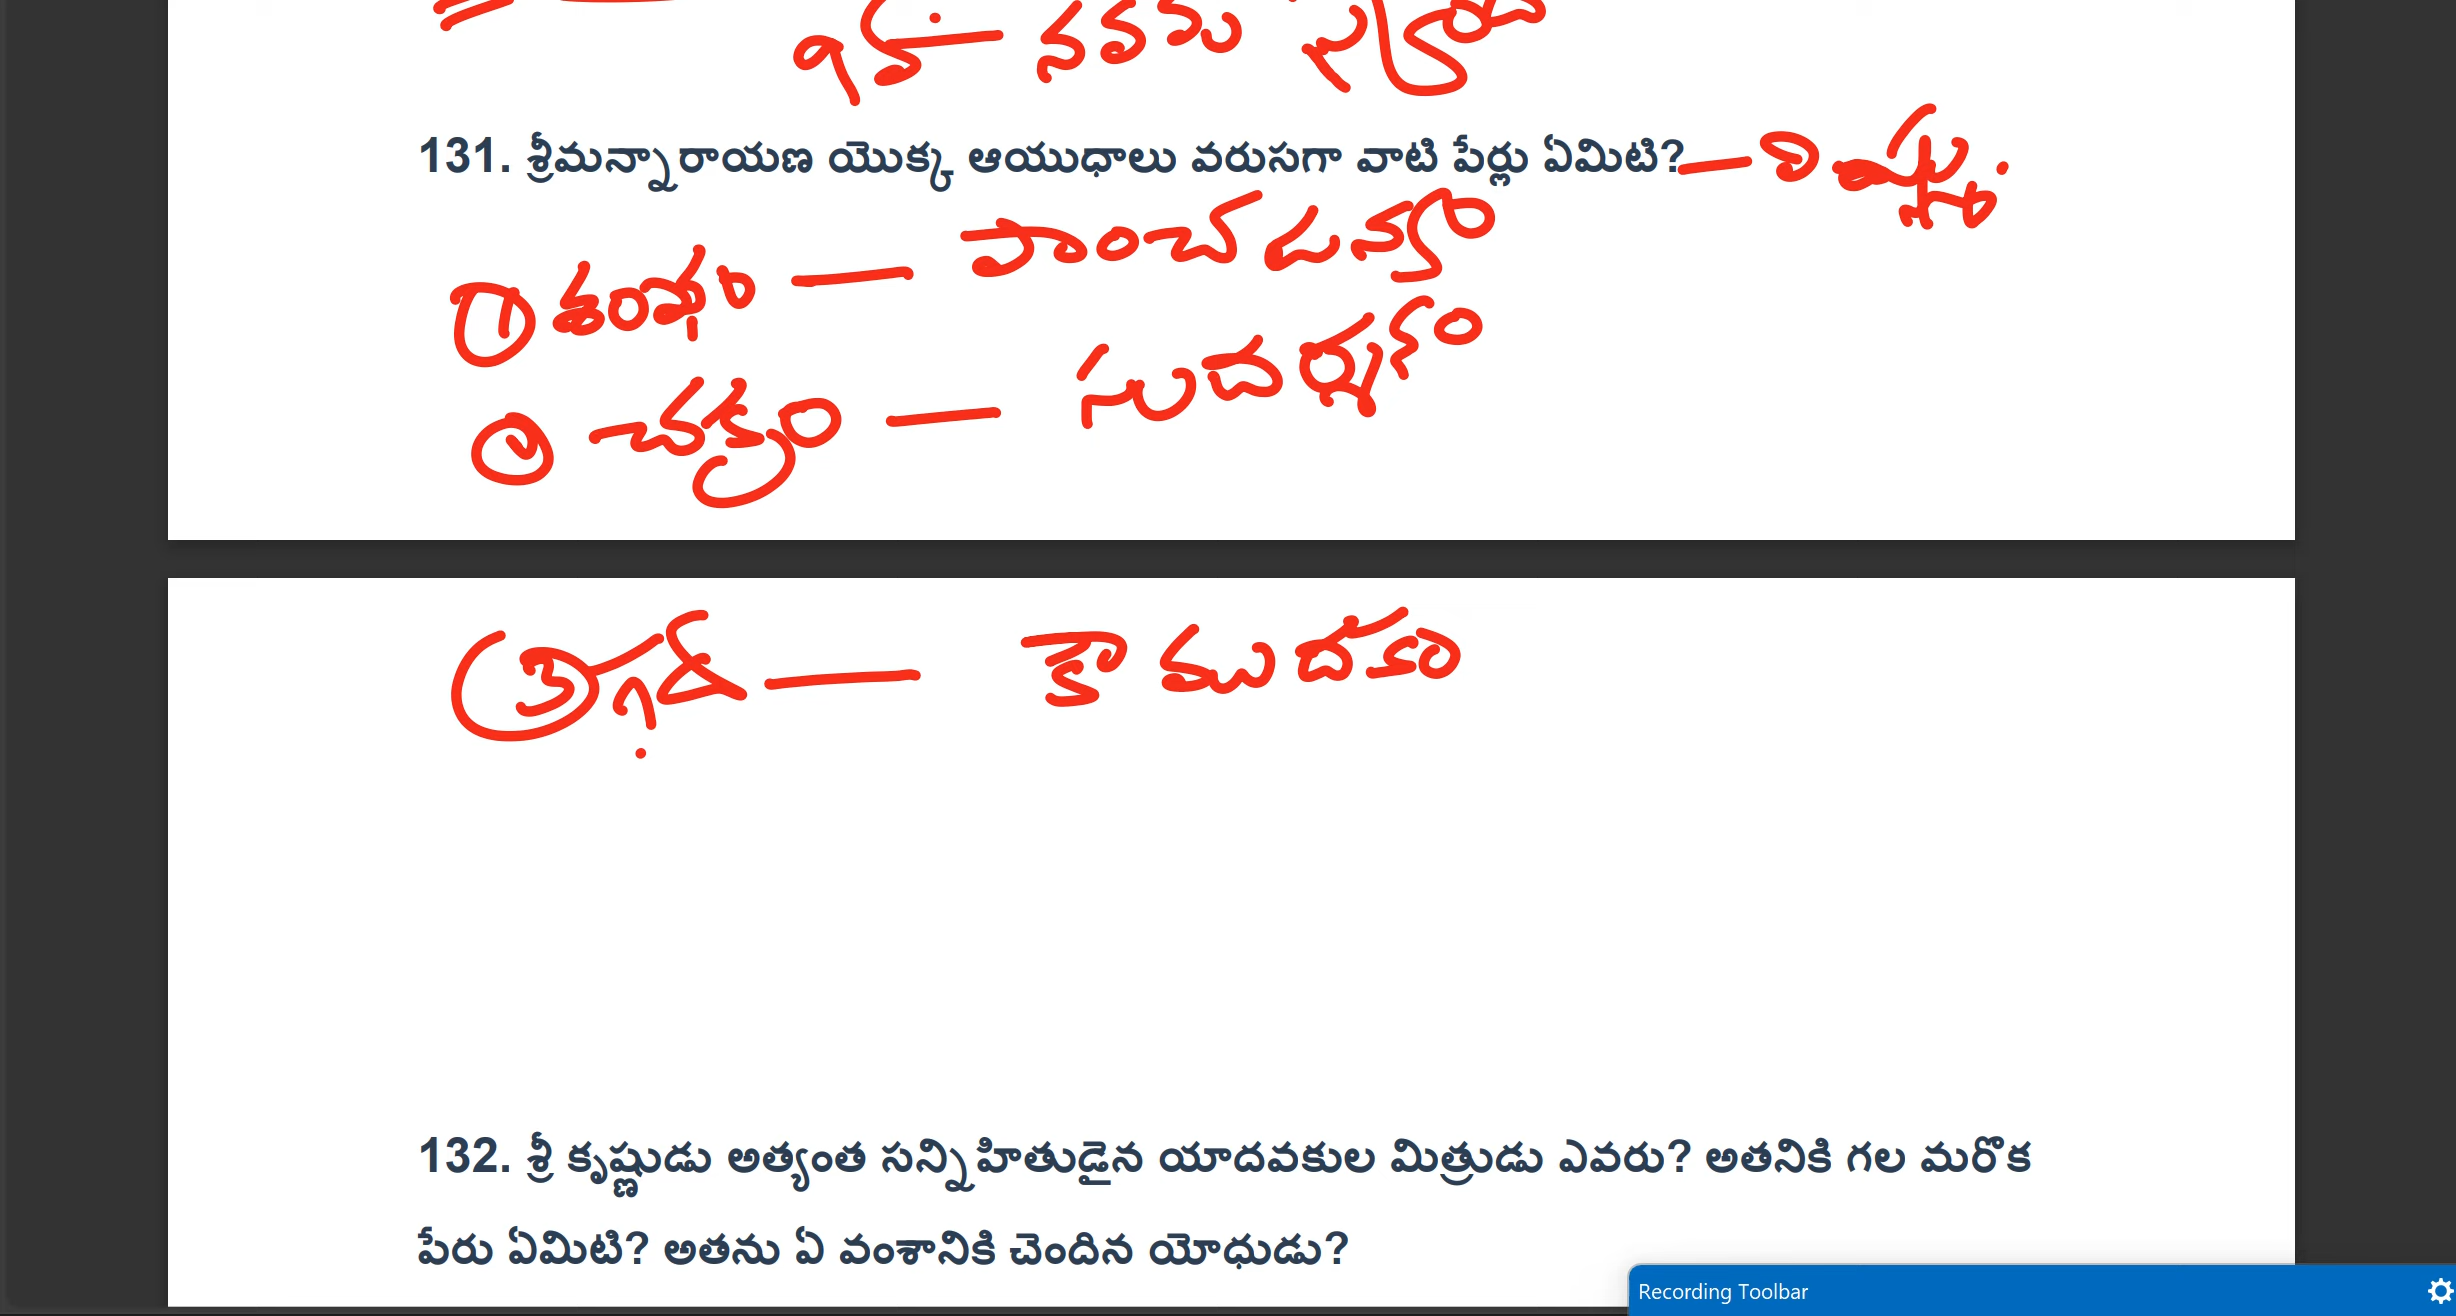 131. శ్రీమన్నారాయణ యొక్క ఆయుధాలు వరుసగా వాటి పేర్లు ఏమిటి? —
① శంఖం — పాంచజన్యం
② చక్రం — సుదర్శనం
③ గద — కౌముదకీ
132. శ్రీ కృష్ణుడు అత్యంత సన్నిహితుడైన యాదవకుల మిత్రుడు ఎవరు? అతనికి గల మరొక
పేరు ఏమిటి? అతను ఏ వంశానికి చెందిన యోధుడు?
Recording Toolbar